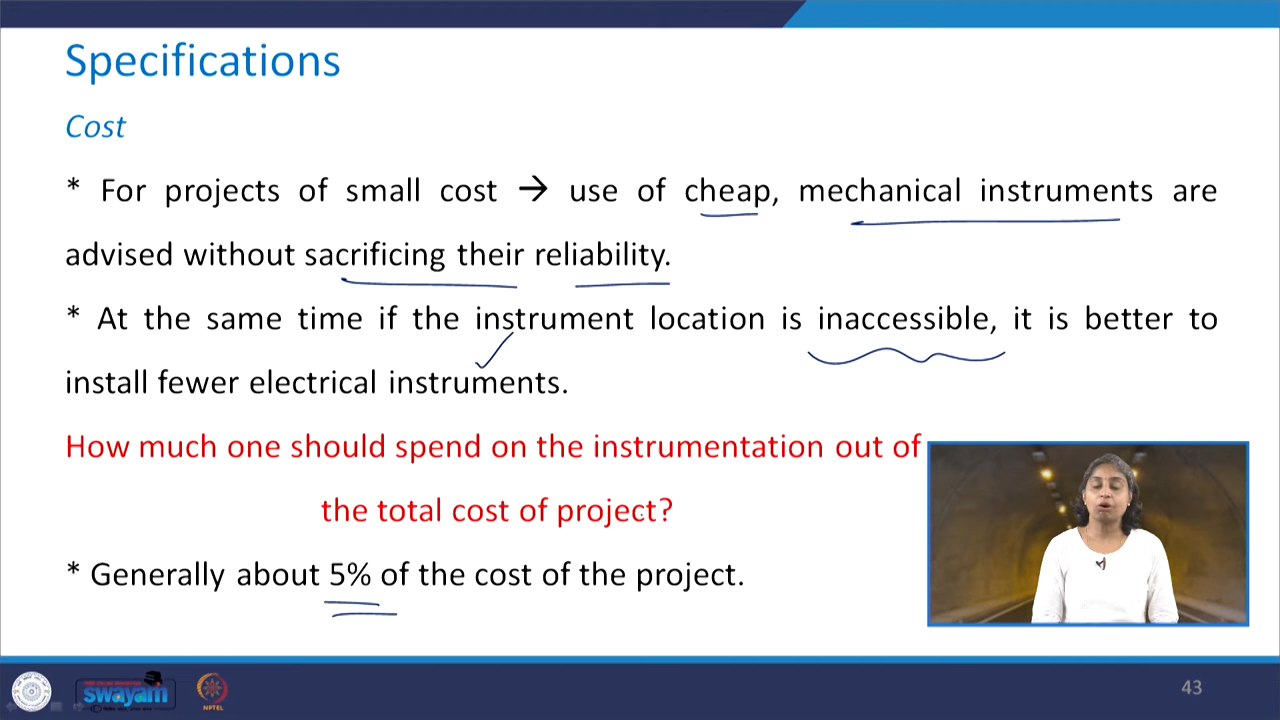 Specifications
Cost
* For projects of small cost → use of cheap, mechanical instruments are
advised without sacrificing their reliability.
* At the same time if the instrument location is inaccessible, it is better to
install fewer electrical instruments.
How much one should spend on the instrumentation out of
the total cost of project?
* Generally about 5% of the cost of the project.
swayam
NPTEL
43